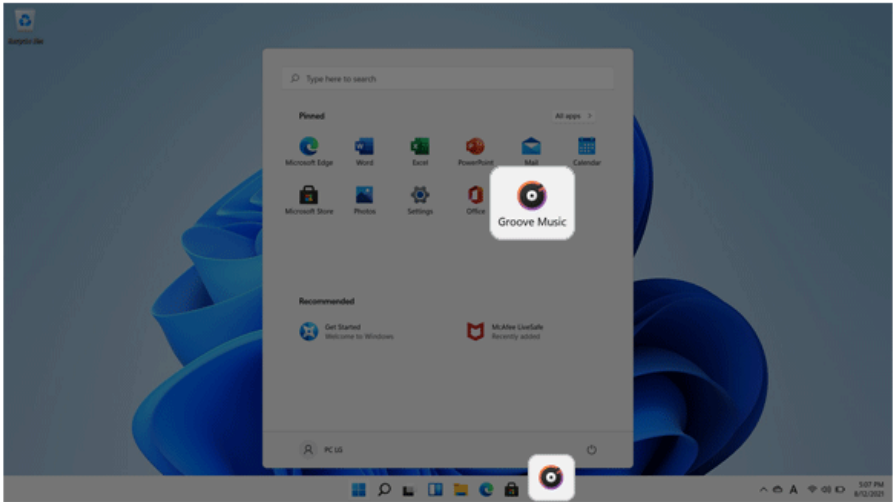 Recycle Bin
Type here to search
Pinned
All apps >
Microsoft Edge Word Excel PowerPoint Mail Calendar
Microsoft Store Photos Settings Office Groove Music
Recommended
Get Started McAfee LiveSafe
Welcome to Windows Recently added
PC LG
A 5:07 PM
8/12/2021